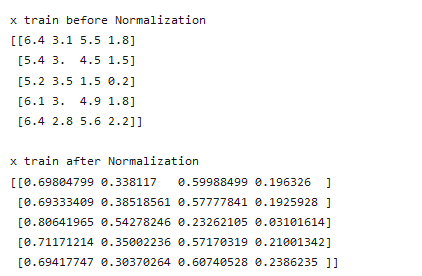 x train before Normalization
[[6.4 3.1 5.5 1.8]
 [5.4 3.  4.5 1.5]
 [5.2 3.5 1.5 0.2]
 [6.1 3.  4.9 1.8]
 [6.4 2.8 5.6 2.2]]

x train after Normalization
[[0.69804799 0.338117   0.59988499 0.196326  ]
 [0.69333409 0.38518561 0.57777841 0.1925928 ]
 [0.80641965 0.54278246 0.23262105 0.03101614]
 [0.71171214 0.35002236 0.57170319 0.21001342]
 [0.69417747 0.30370264 0.60740528 0.2386235 ]]